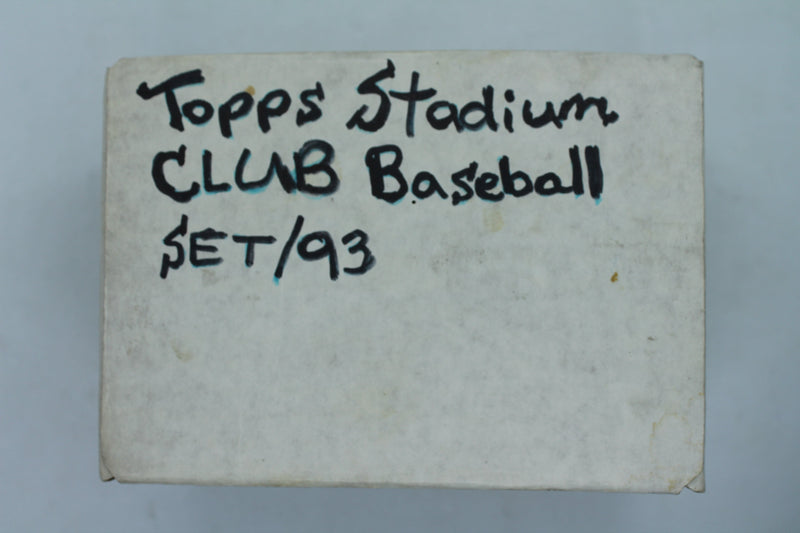 Topps Stadium
CLUB Baseball
SET/93